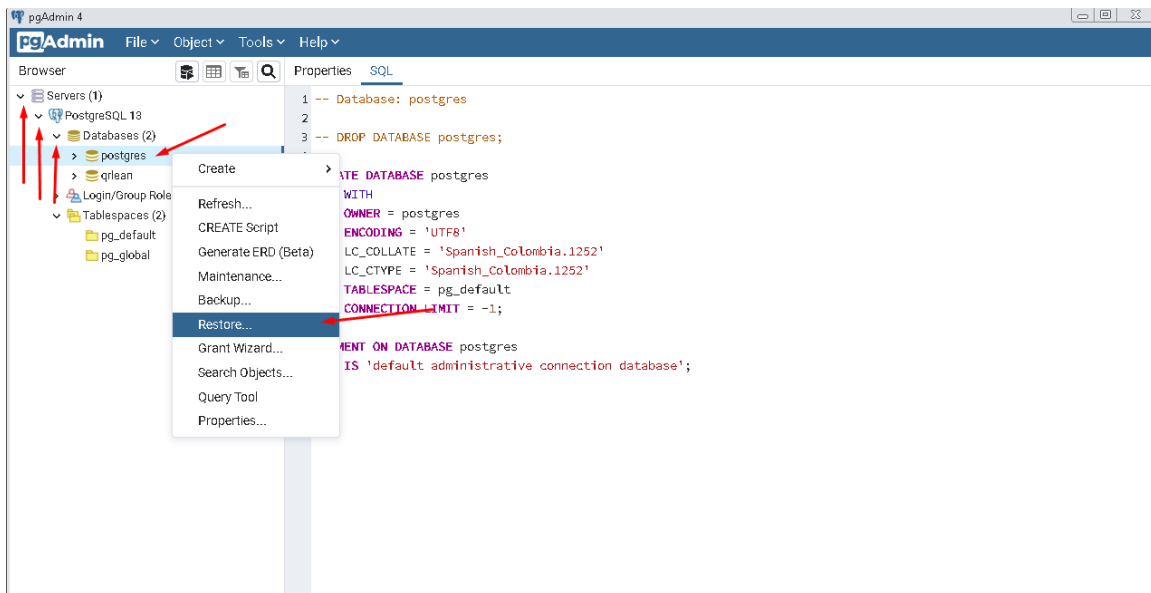 pgAdmin 4
pgAdmin File Object Tools Help
Browser
Properties SQL
Servers (1)
PostgreSQL 13
Databases (2)
postgres
qrlean
Login/Group Role
Tablespaces (2)
pg_default
pg_global
Create
Refresh...
CREATE Script
Generate ERD (Beta)
Maintenance...
Backup...
Restore...
Grant Wizard...
Search Objects...
Query Tool
Properties...
1 -- Database: postgres
2
3 -- DROP DATABASE postgres;
ATE DATABASE postgres
WITH
OWNER = postgres
ENCODING = 'UTF8'
LC_COLLATE = 'Spanish_Colombia.1252'
LC_CTYPE = 'Spanish_Colombia.1252'
TABLESPACE = pg_default
CONNECTION LIMIT = -1;
MENT ON DATABASE postgres
IS 'default administrative connection database';